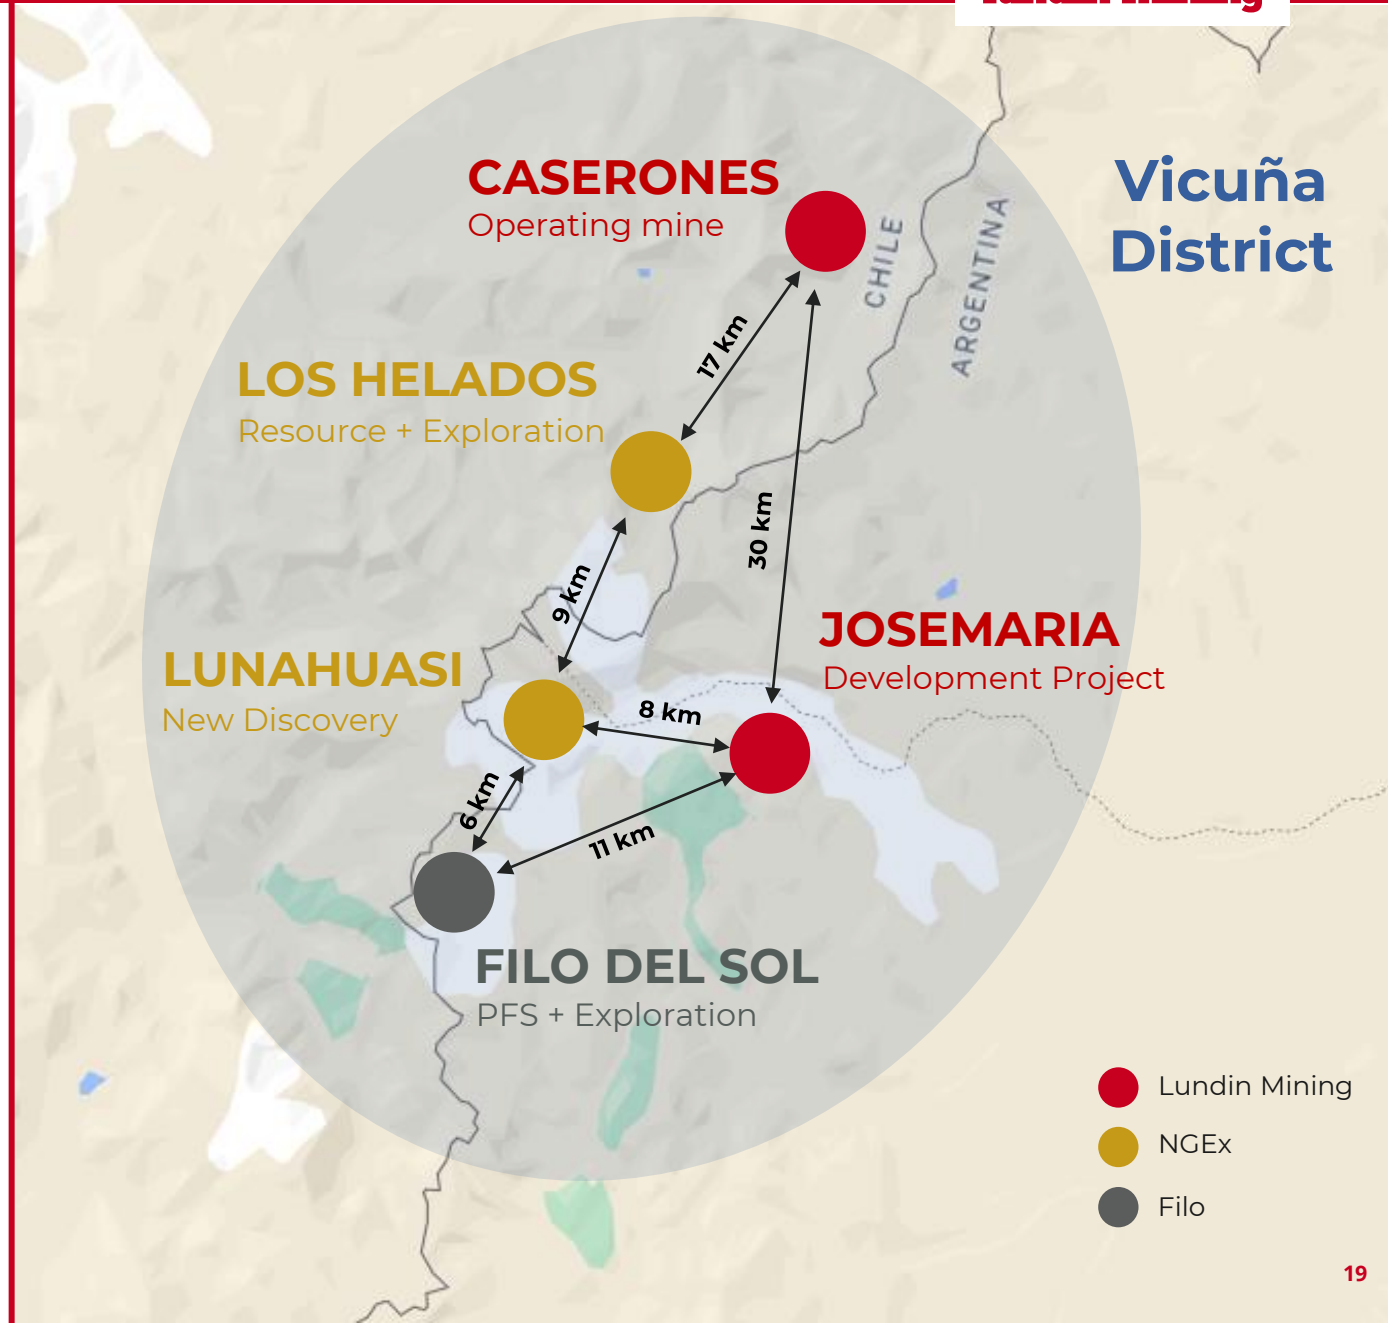 Vicuña
District
CASERONES
Operating mine
CHILE
ARGENTINA
17 km
LOS HELADOS
Resource + Exploration
30 km
9 km
JOSEMARIA
Development Project
LUNAHUASI
New Discovery
8 km
6 km
11 km
FILO DEL SOL
PFS + Exploration
Lundin Mining
NGEx
Filo
19